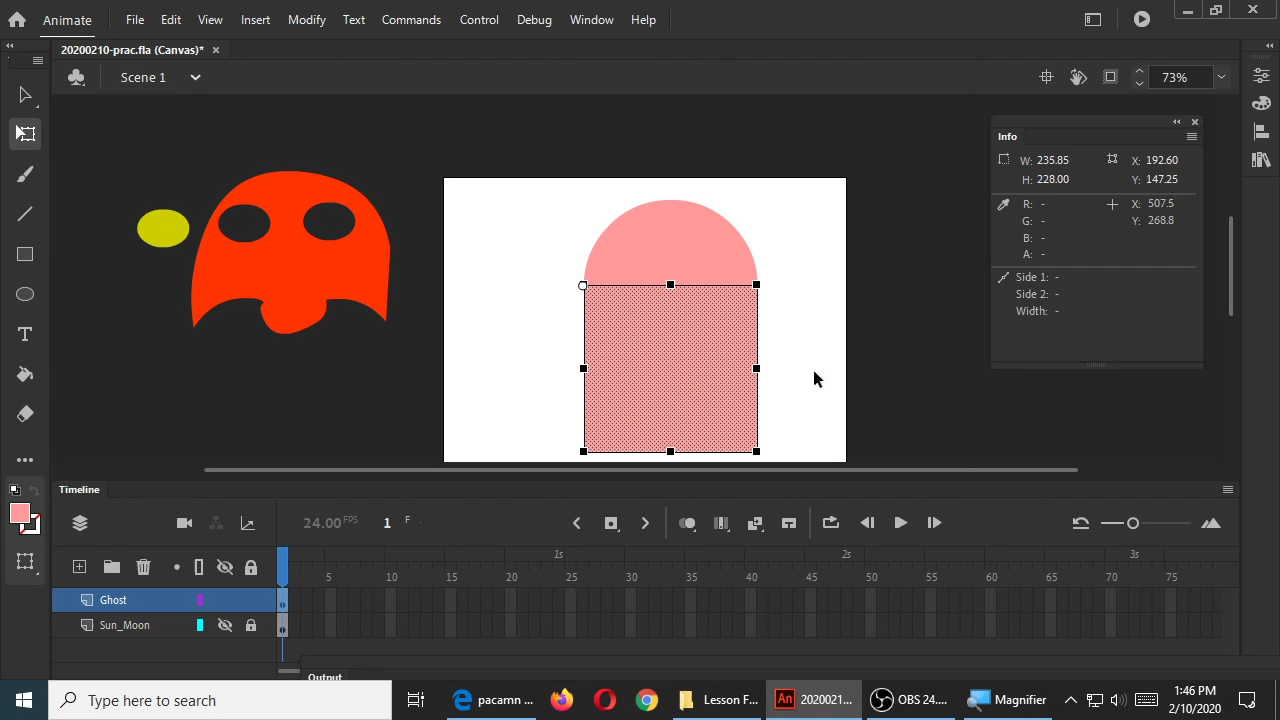 Animate File Edit View Insert Modify Text Commands Control Debug Window Help
20200210-prac.fla (Canvas)*
Scene 1 73%
Info
W: 235.85 X: 192.60
H: 228.00 Y: 147.25
R: - X: 507.5
G: - Y: 268.8
B: -
A: -
Side 1: -
Side 2: -
Width: -
T
Timeline
24.00 FPS 1 F
1s 2s 3s
5 10 15 20 25 30 35 40 45 50 55 60 65 70 75
Ghost
Sun_Moon
Output
Type here to search pacamn ... Lesson F... An 2020021... OBS 24.... Magnifier 1:46 PM
2/10/2020